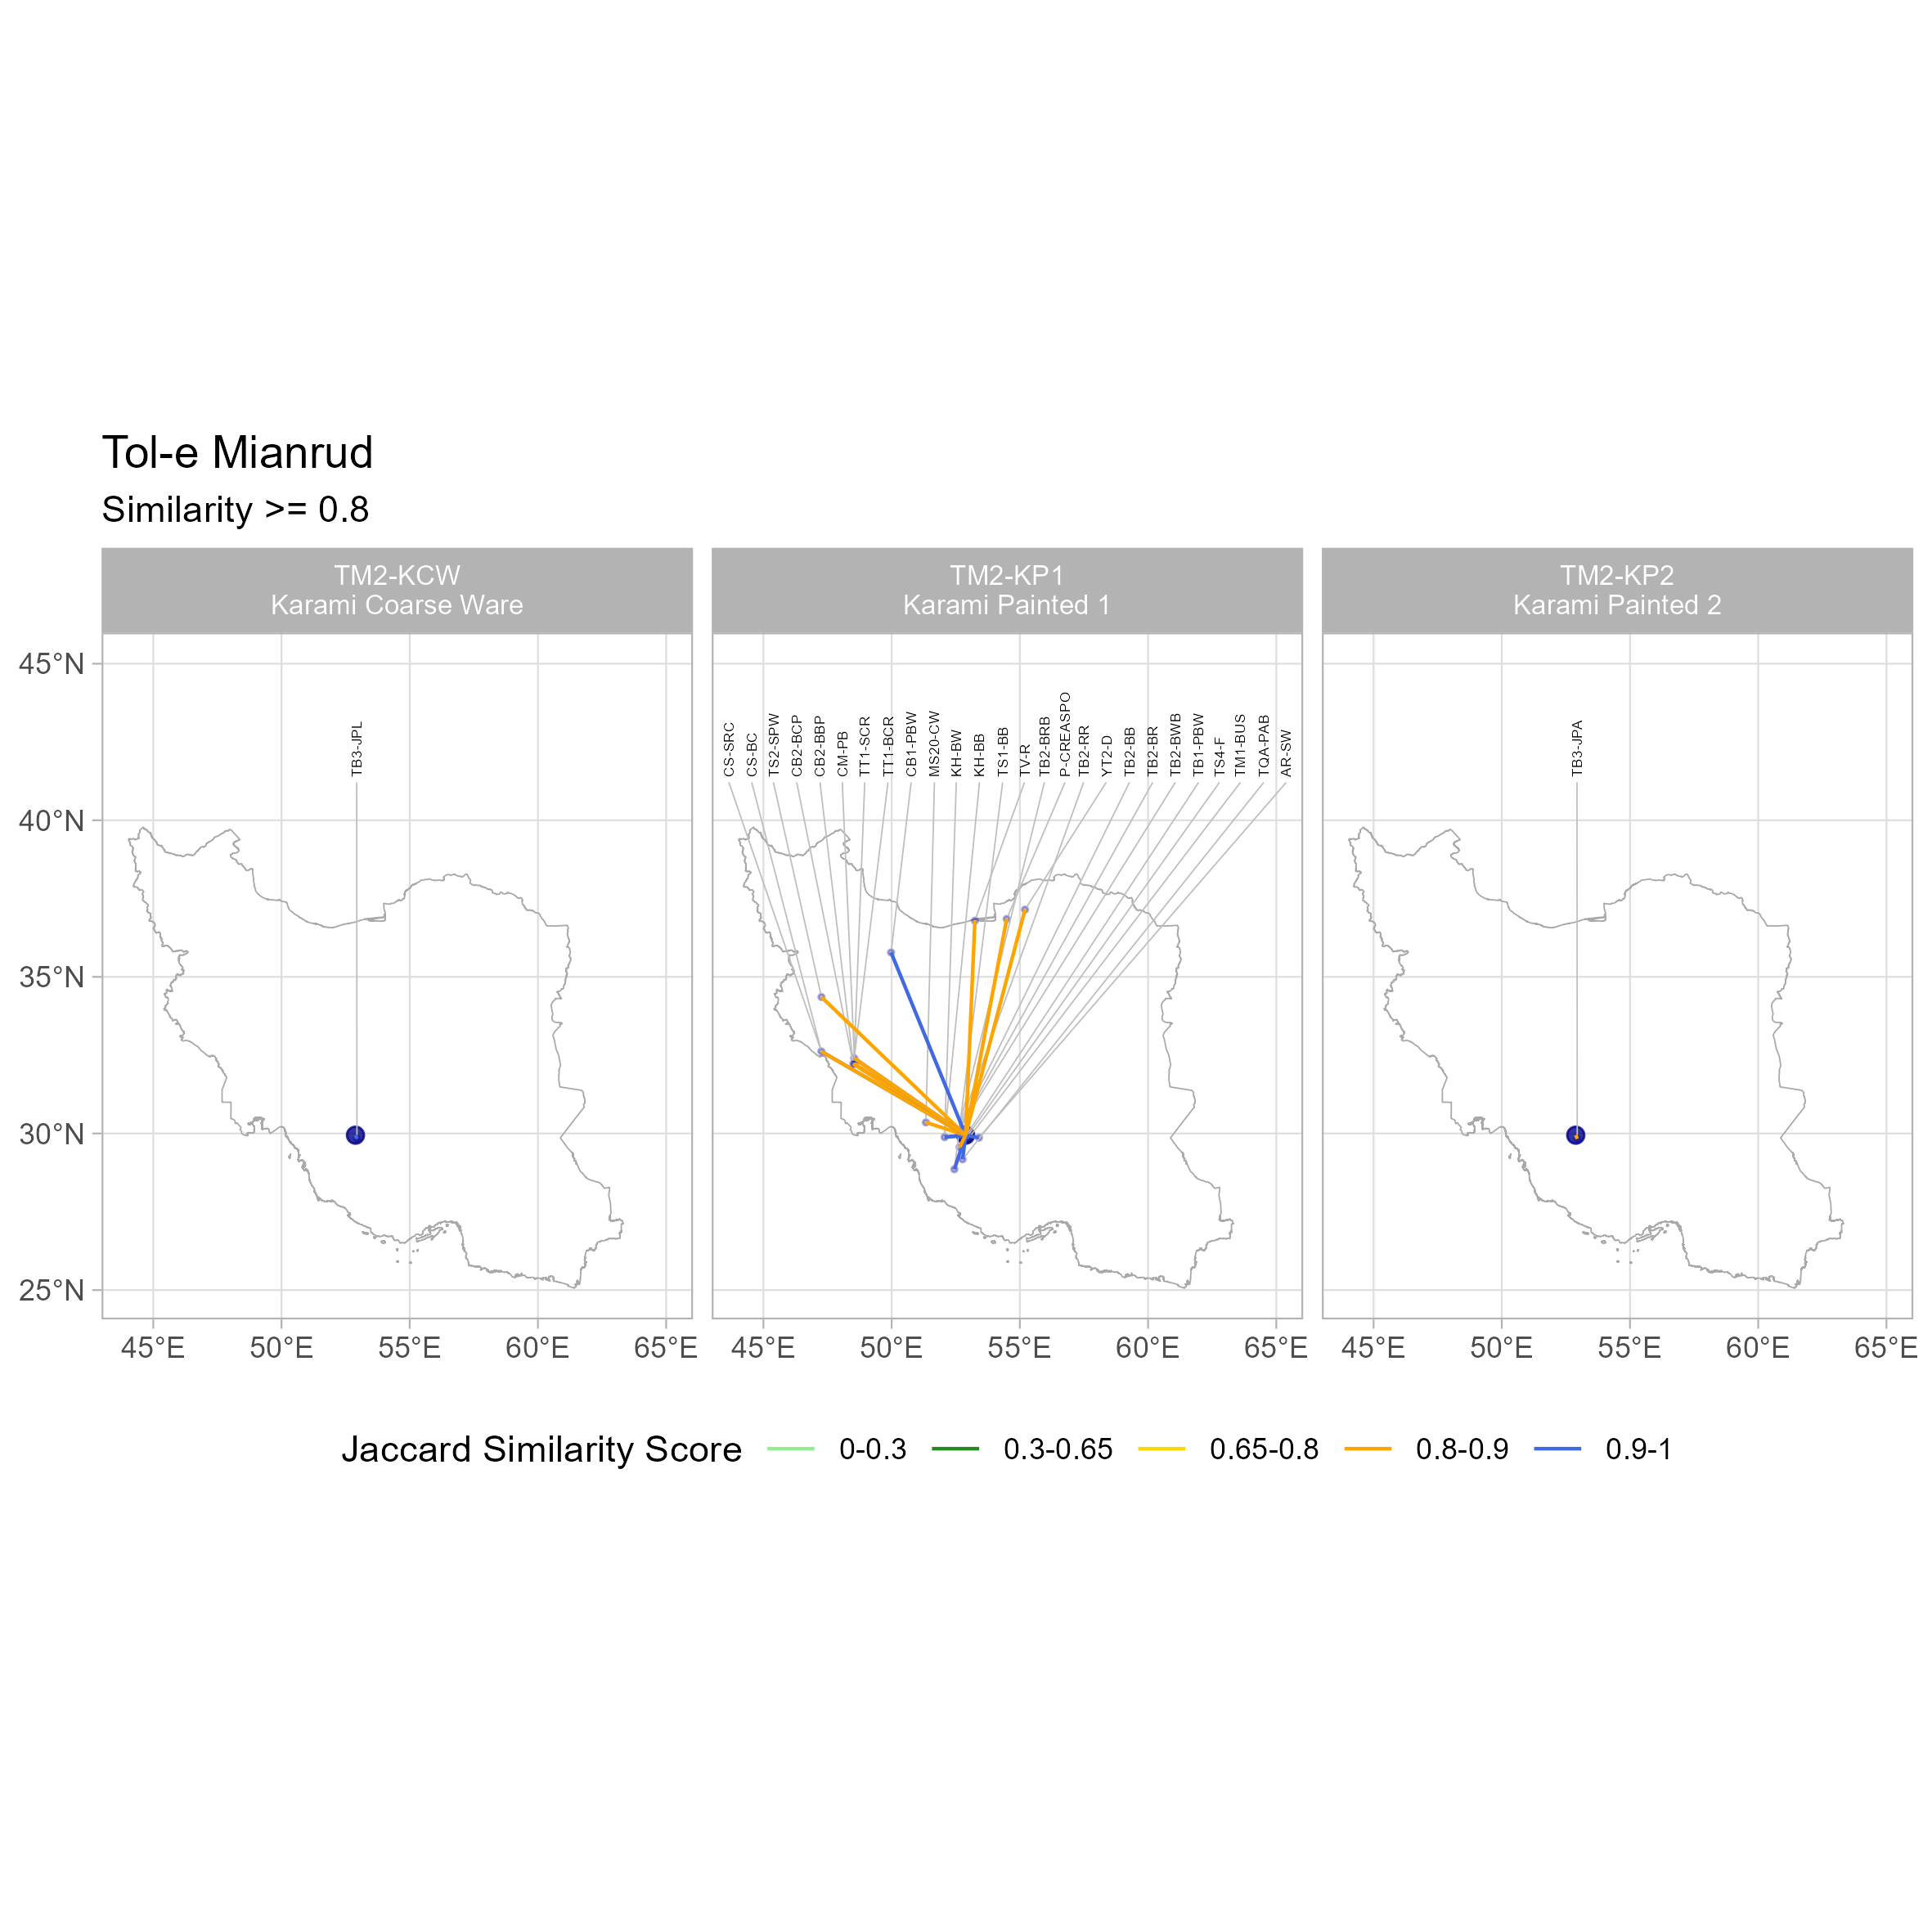 Tol-e Mianrud
Similarity >= 0.8
TM2-KCW
Karami Coarse Ware
TM2-KP1
Karami Painted 1
TM2-KP2
Karami Painted 2
45°N
40°N
35°N
30°N
25°N
TB3-JPL
CS-SRC
CS-BC
TS2-SPW
CB2-BCP
CB2-BBP
CM-PB
TT1-SCR
TT1-BCR
CB1-PBW
MS20-CW
KH-BW
KH-BB
TS1-BB
TV-R
TB2-BRB
P-CREASPO
TB2-RR
YT2-D
TB2-BB
TB2-BR
TB2-BWB
TB1-PBW
TS4-F
TM1-BUS
TQA-PAB
AR-SW
TB3-JPA
45°E 50°E 55°E 60°E 65°E 45°E 50°E 55°E 60°E 65°E 45°E 50°E 55°E 60°E 65°E
Jaccard Similarity Score 0-0.3 0.3-0.65 0.65-0.8 0.8-0.9 0.9-1